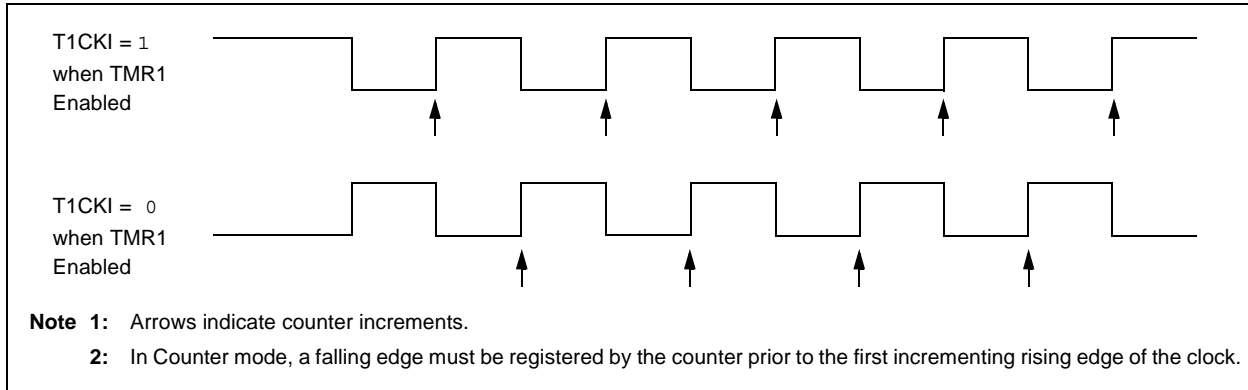 T1CKI = 1
when TMR1
Enabled
T1CKI = 0
when TMR1
Enabled
Note 1: Arrows indicate counter increments.
2: In Counter mode, a falling edge must be registered by the counter prior to the first incrementing rising edge of the clock.